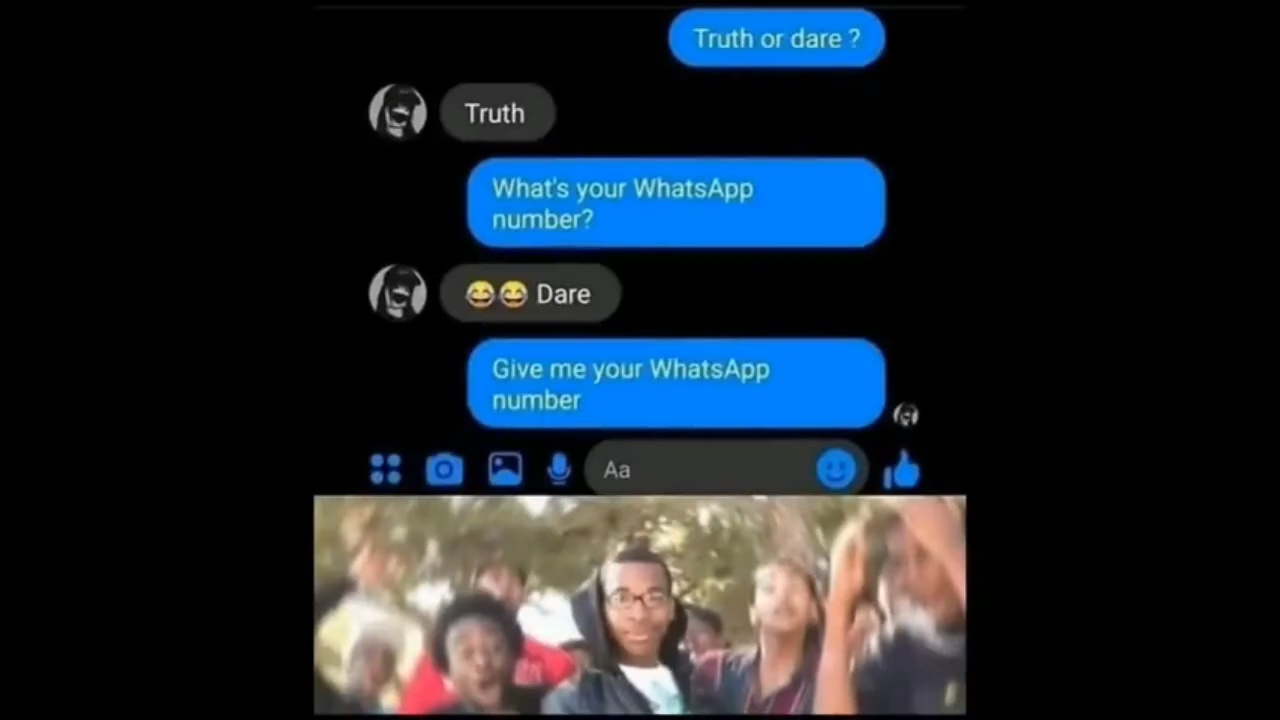 Truth or dare ?
Truth
What's your WhatsApp
number?
😂😂 Dare
Give me your WhatsApp
number
Aa